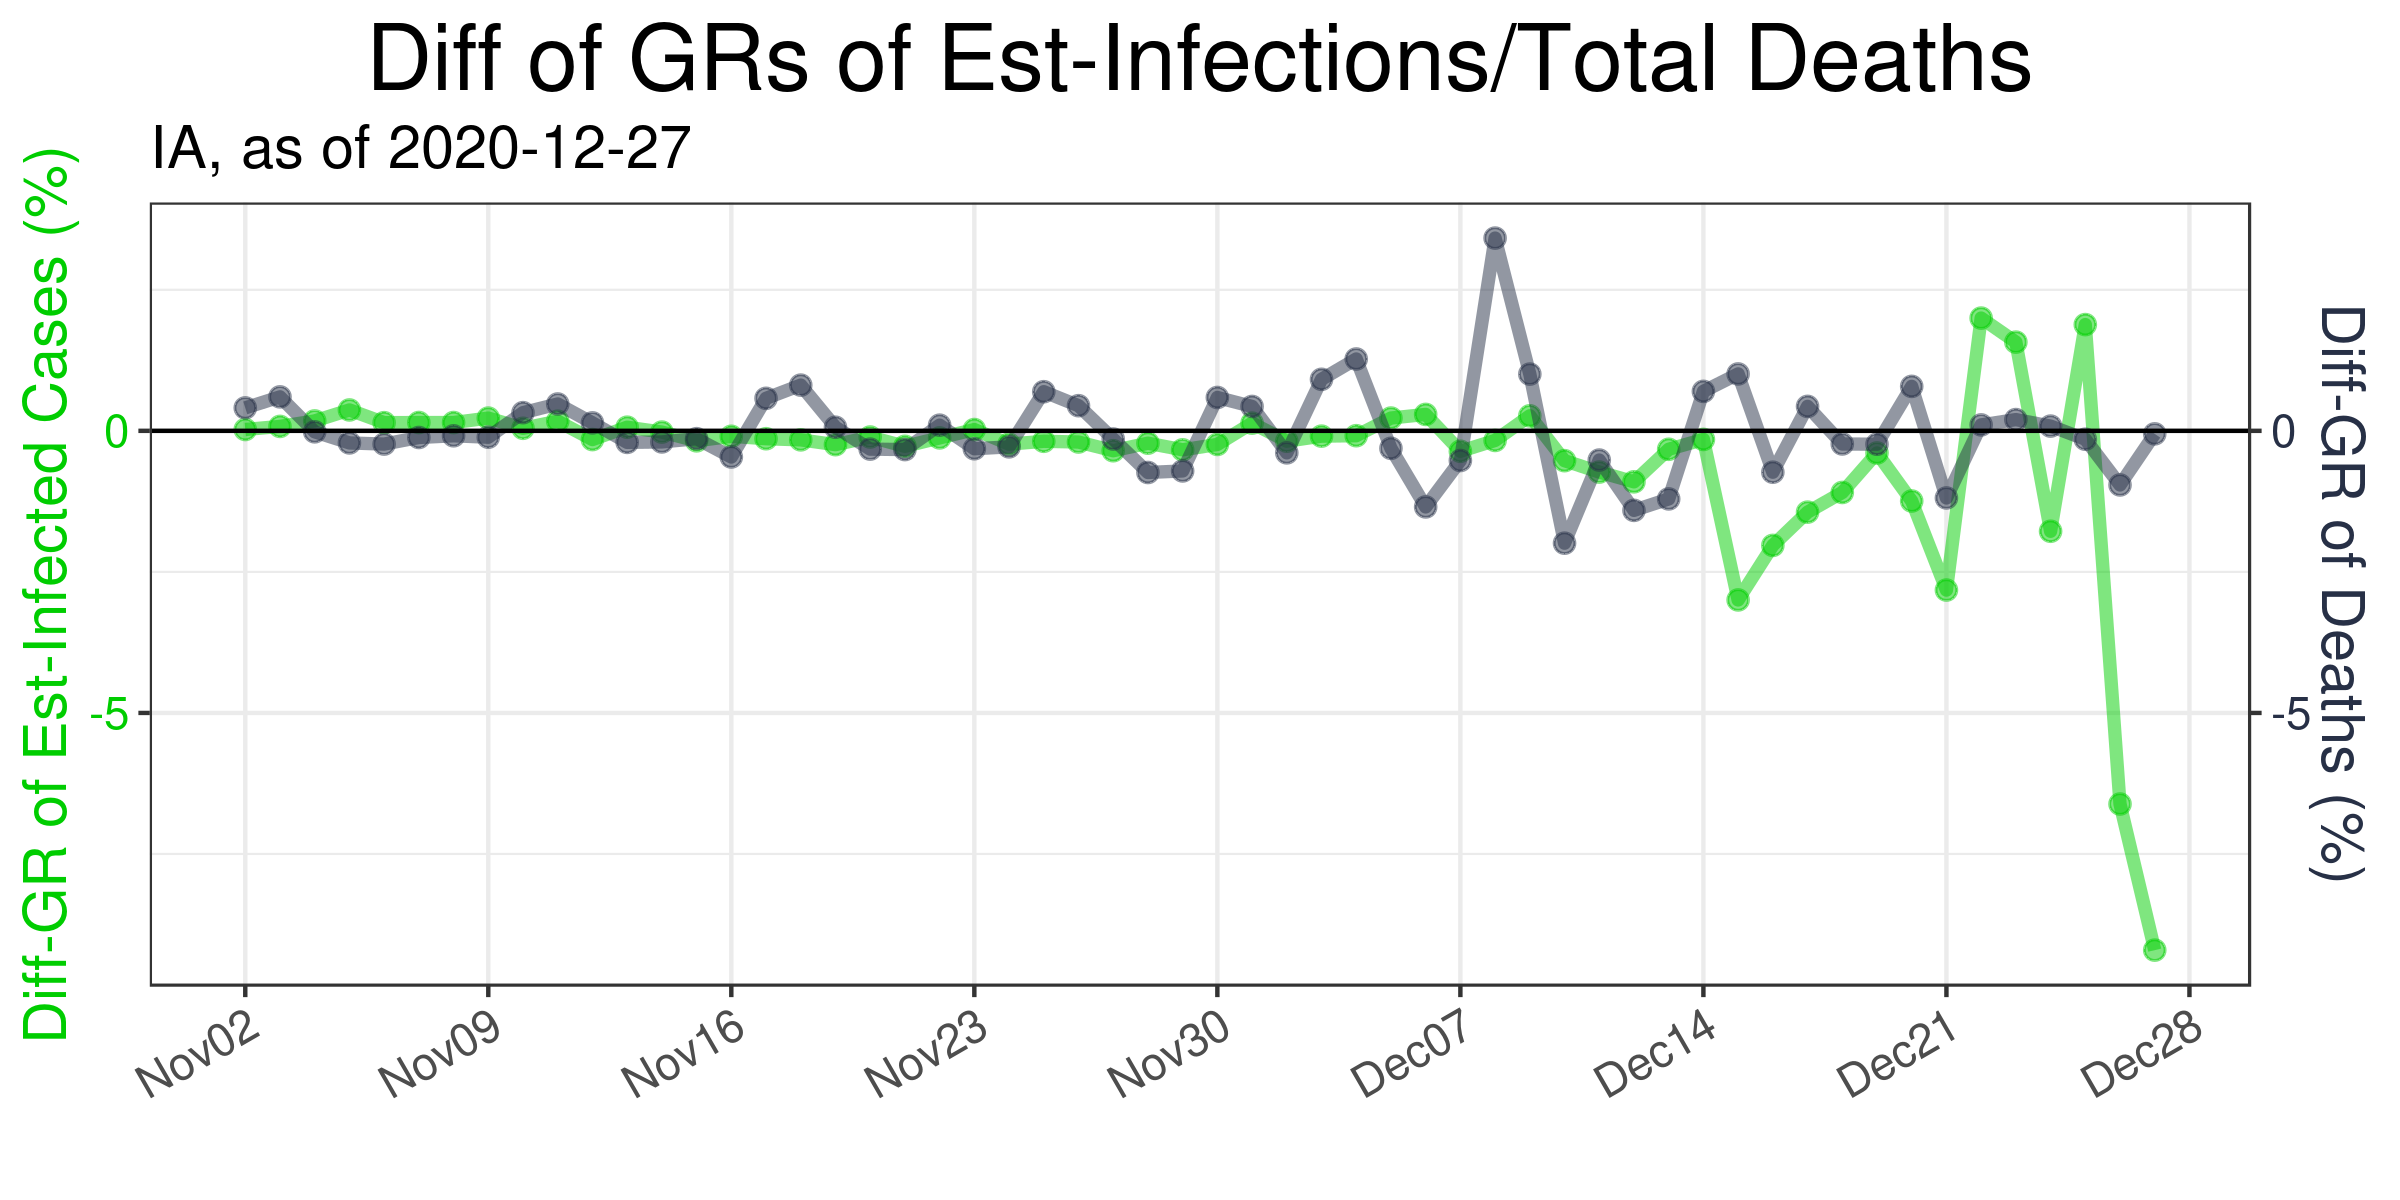 Diff of GRs of Est-Infections/Total Deaths
IA, as of 2020-12-27
Diff-GR of Est-Infected Cases (%)
0
-5
0
-5
Diff-GR of Deaths (%)
Nov02
Nov09
Nov16
Nov23
Nov30
Dec07
Dec14
Dec21
Dec28